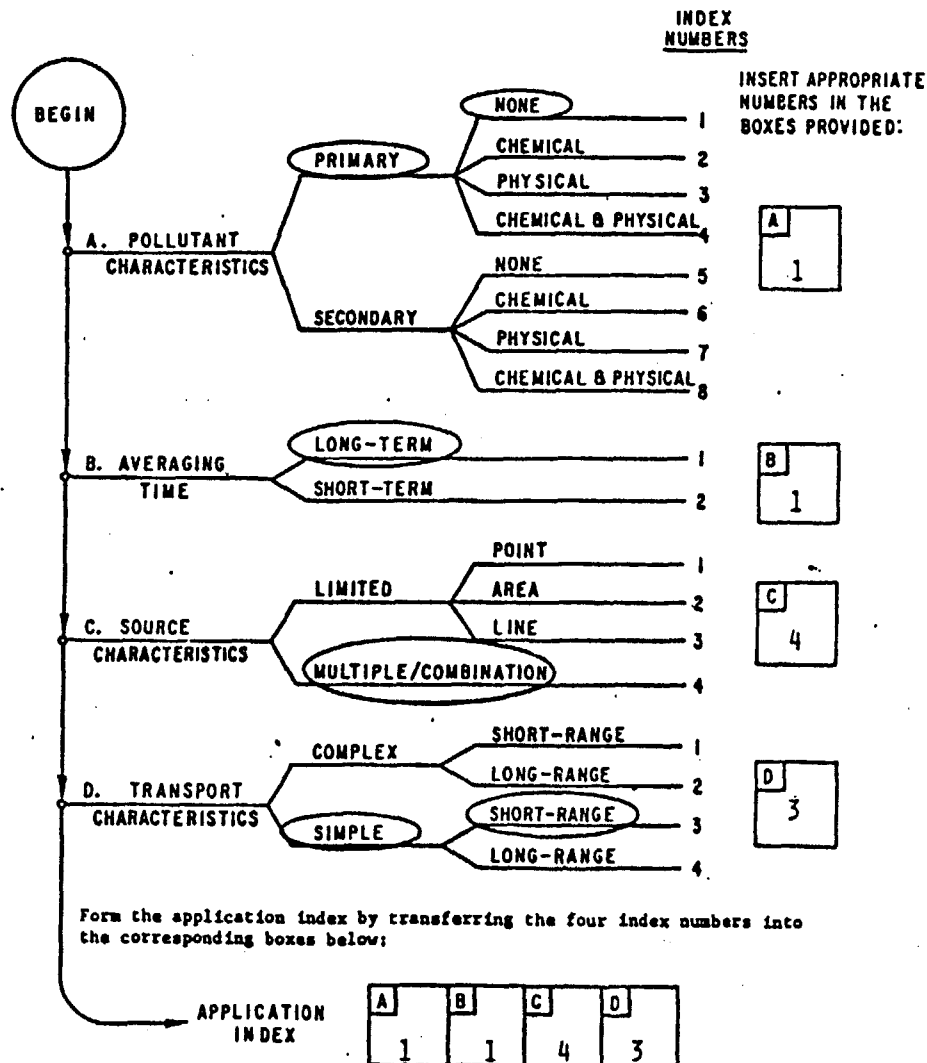 INDEX
NUMBERS
INSERT APPROPRIATE
NUMBERS IN THE
BOXES PROVIDED:
BEGIN
NONE
1
CHEMICAL
2
PRIMARY
PHYSICAL
3
CHEMICAL & PHYSICAL
4
A. POLLUTANT
CHARACTERISTICS
A
1
NONE
5
CHEMICAL
6
SECONDARY
PHYSICAL
7
CHEMICAL & PHYSICAL
8
B. AVERAGING
TIME
LONG-TERM
1
SHORT-TERM
2
B
1
C. SOURCE
CHARACTERISTICS
LIMITED
POINT
1
AREA
2
LINE
3
MULTIPLE/COMBINATION
4
C
4
D. TRANSPORT
CHARACTERISTICS
COMPLEX
SHORT-RANGE
1
LONG-RANGE
2
SIMPLE
SHORT-RANGE
3
LONG-RANGE
4
D
3
Form the application index by transferring the four index numbers into
the corresponding boxes below:
APPLICATION
INDEX
A B C D
1 1 4 3